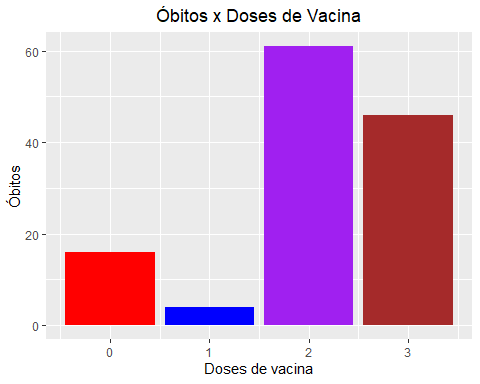 Óbitos x Doses de Vacina
Óbitos
60
40
20
0
0 1 2 3
Doses de vacina